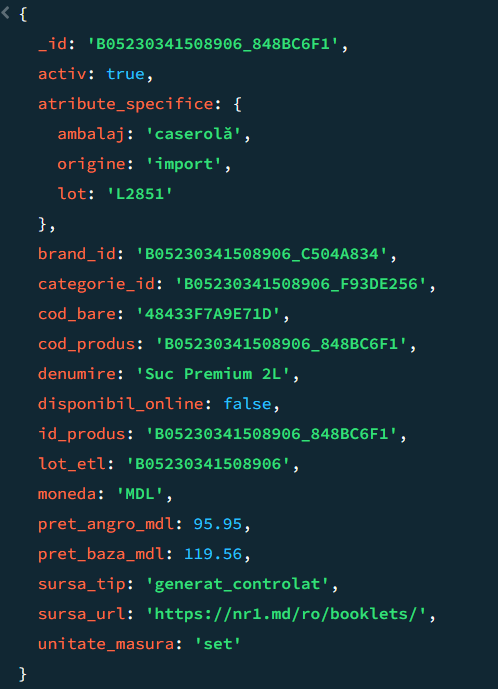 {
_id: 'B05230341508906_848BC6F1',
activ: true,
atribute_specifice: {
ambalaj: 'caserolă',
origine: 'import',
lot: 'L2851'
},
brand_id: 'B05230341508906_C504A834',
categorie_id: 'B05230341508906_F93DE256',
cod_bare: '48433F7A9E71D',
cod_produs: 'B05230341508906_848BC6F1',
denumire: 'Suc Premium 2L',
disponibil_online: false,
id_produs: 'B05230341508906_848BC6F1',
lot_etl: 'B05230341508906',
moneda: 'MDL',
pret_angro_mdl: 95.95,
pret_baza_mdl: 119.56,
sursa_tip: 'generat_controlat',
sursa_url: 'https://nr1.md/ro/booklets/',
unitate_masura: 'set'
}